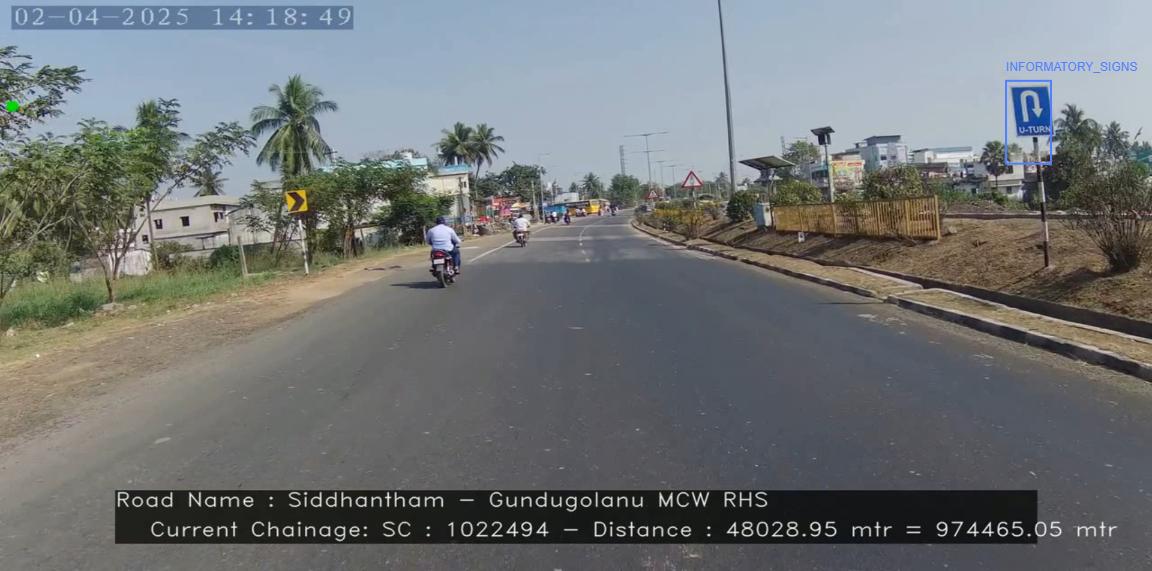 02-04-2025 14:18:49
INFORMATORY_SIGNS
U-TURN
Road Name : Siddhantham - Gundugolanu MCW RHS
Current Chainage: SC : 1022494 - Distance : 48028.95 mtr = 974465.05 mtr